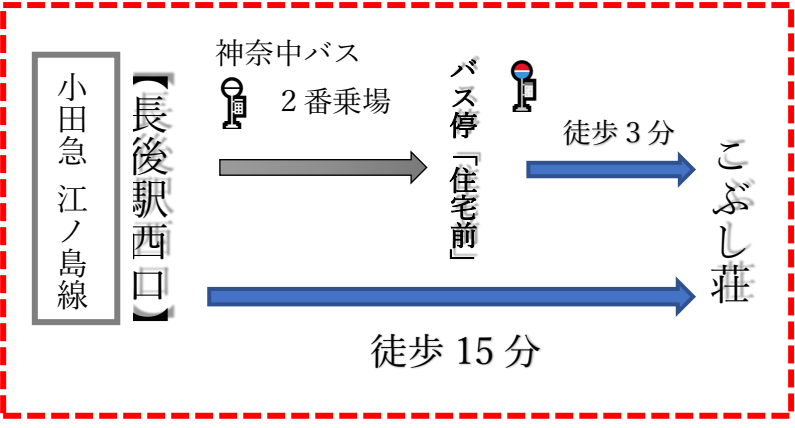 小田急 江ノ島線
【長後駅西口】
神奈中バス
２番乗場
バス停「住宅前」
徒歩３分
こぶし荘
徒歩 15 分